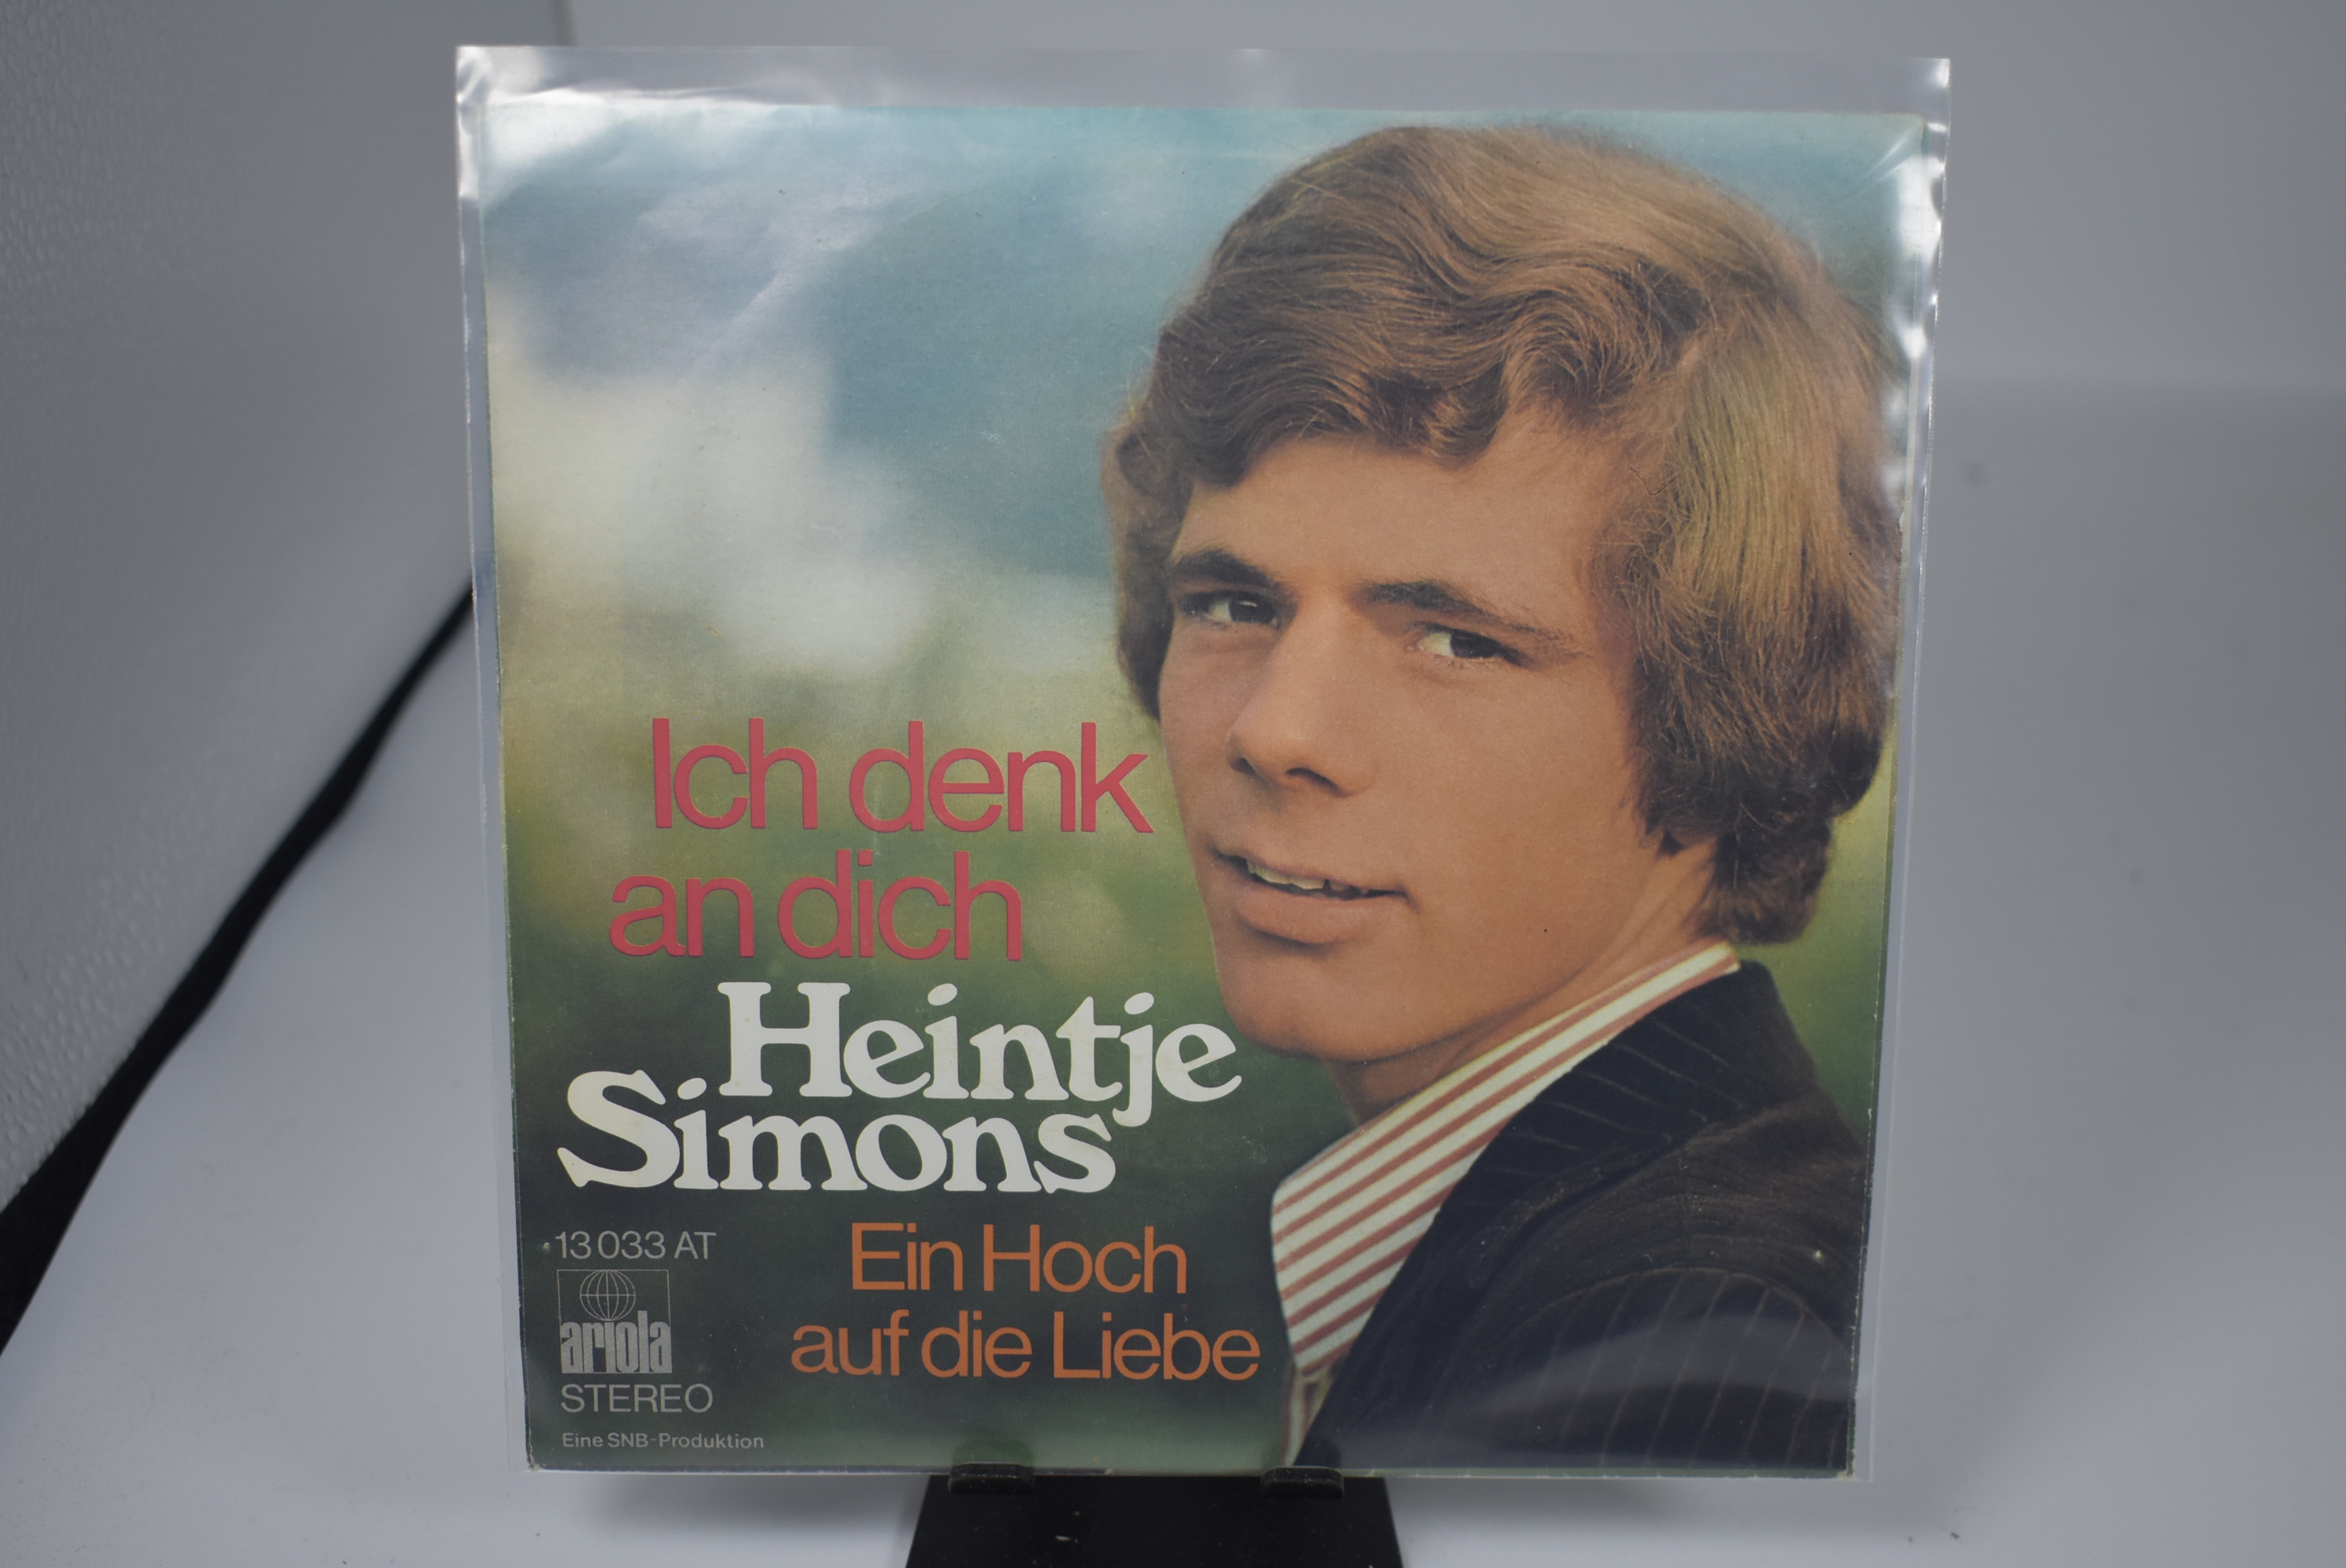 Ich denk
an dich
Heintje
Simons
13 033 AT
Ein Hoch
auf die Liebe
ariola
STEREO
Eine SNB-Produktion